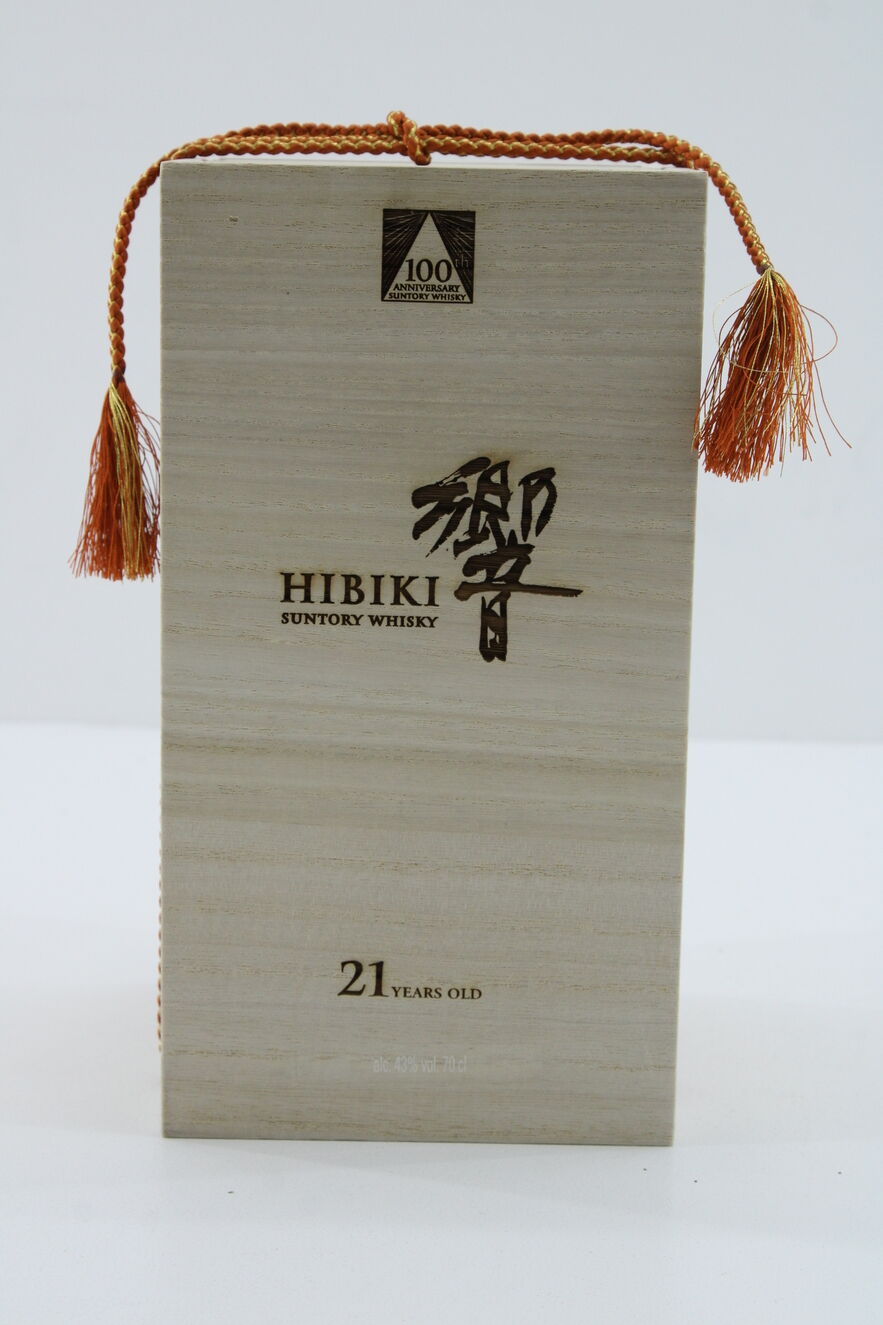 100th
ANNIVERSARY
SUNTORY WHISKY
響
HIBIKI
SUNTORY WHISKY
21 YEARS OLD
alc. 43% vol. 70 cl